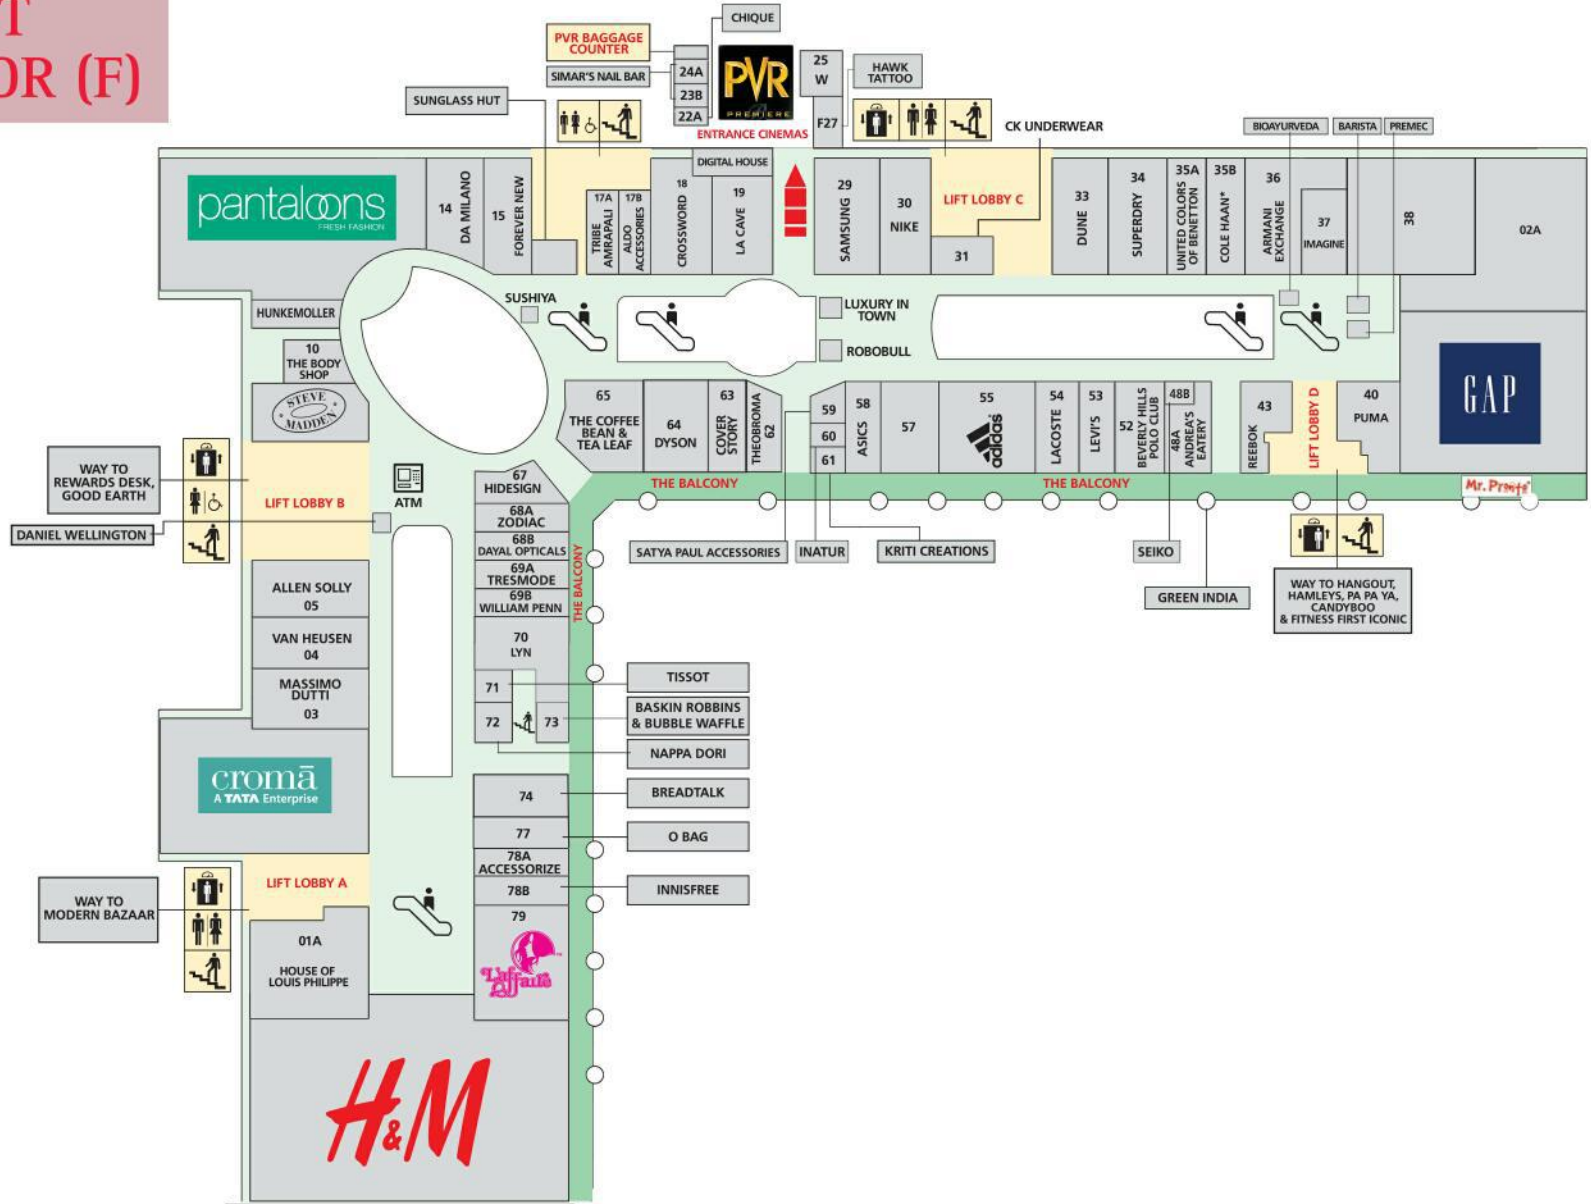 T
OR (F)
CHIQUE
PVR BAGGAGE
COUNTER
SIMAR'S NAIL BAR
24A
23B
22A
PVR
PREMIERE
ENTRANCE CINEMAS
25
W
F27
HAWK
TATTOO
SUNGLASS HUT
CK UNDERWEAR
BIOAYURVEDA
BARISTA
PREMEC
pantaloons
FRESH FASHION
14
DA MILANO
15
FOREVER NEW
17A
TRIBE
AMRAPALI
17B
ALDO
ACCESSORIES
18
CROSSWORD
DIGITAL HOUSE
19
LA CAVE
29
SAMSUNG
30
NIKE
LIFT LOBBY C
31
33
DUNE
34
SUPERDRY
35A
UNITED COLORS
OF BENETTON
35B
COLE HAAN*
36
ARMANI
EXCHANGE
37
IMAGINE
38
02A
HUNKEMOLLER
SUSHIYA
LUXURY IN
TOWN
ROBOBULL
10
THE BODY
SHOP
STEVE
MADDEN
65
THE COFFEE
BEAN &
TEA LEAF
64
DYSON
63
COVER
STORY
THEOBROMA
62
59
60
61
58
ASICS
57
55
adidas
54
LACOSTE
53
LEVI'S
52
BEVERLY HILLS
POLO CLUB
48B
48A
ANDREA'S
EATERY
43
REEBOK
LIFT LOBBY D
40
PUMA
GAP
WAY TO
REWARDS DESK,
GOOD EARTH
LIFT LOBBY B
ATM
DANIEL WELLINGTON
67
HIDESIGN
68A
ZODIAC
68B
DAYAL OPTICALS
69A
TRESMODE
69B
WILLIAM PENN
70
LYN
71
72
73
THE BALCONY
THE BALCONY
THE BALCONY
SATYA PAUL ACCESSORIES
INATUR
KRITI CREATIONS
SEIKO
GREEN INDIA
WAY TO HANGOUT,
HAMLEYS, PA PA YA,
CANDYBOO
& FITNESS FIRST ICONIC
ALLEN SOLLY
05
VAN HEUSEN
04
MASSIMO
DUTTI
03
TISSOT
BASKIN ROBBINS
& BUBBLE WAFFLE
NAPPA DORI
BREADTALK
O BAG
INNISFREE
cromā
A TATA Enterprise
74
77
78A
ACCESSORIZE
78B
79
L'affaire
LIFT LOBBY A
WAY TO
MODERN BAZAAR
01A
HOUSE OF
LOUIS PHILIPPE
H&M